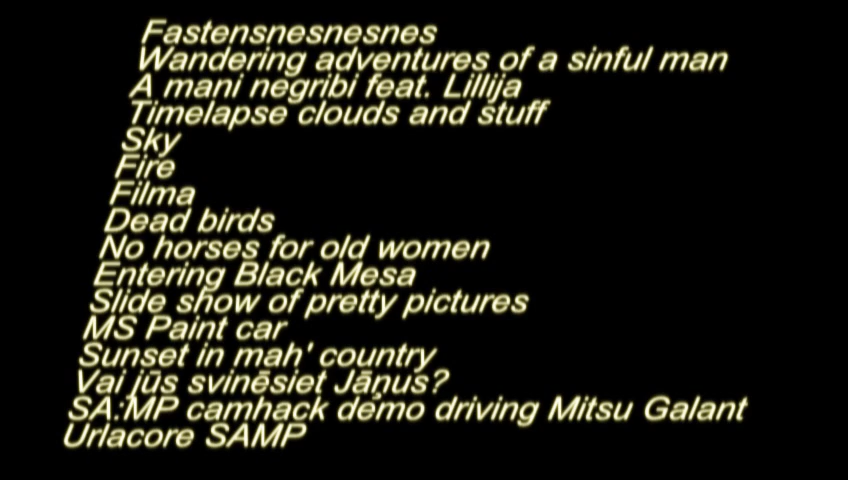 Fastensnesnesnes
Wandering adventures of a sinful man
A mani negribi feat. Lillija
Timelapse clouds and stuff
Sky
Fire
Filma
Dead birds
No horses for old women
Entering Black Mesa
Slide show of pretty pictures
MS Paint car
Sunset in mah' country
Vai jūs svinēsiet Jāņus?
SA:MP camhack demo driving Mitsu Galant
Urlacore SAMP